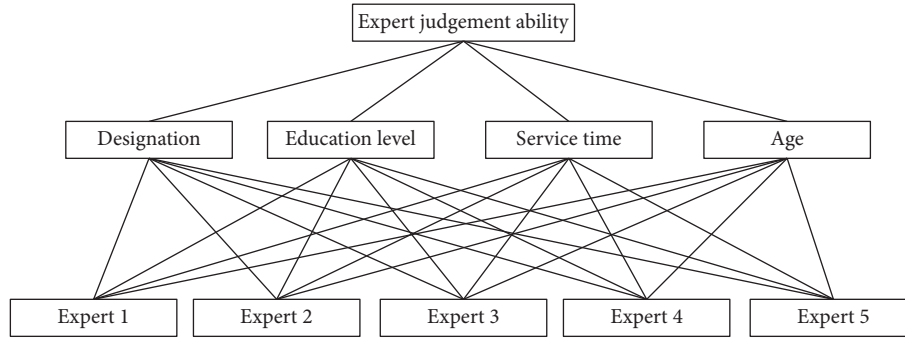 Expert judgement ability
Designation
Education level
Service time
Age
Expert 1
Expert 2
Expert 3
Expert 4
Expert 5